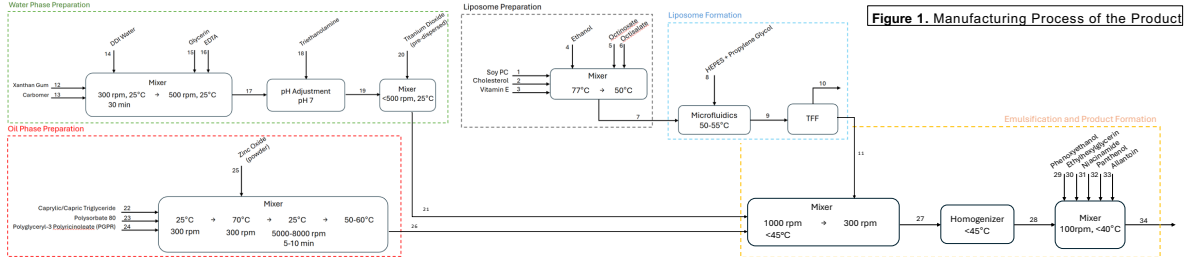 Figure 1. Manufacturing Process of the Product
Water Phase Preparation
DDI Water
14
Glycerin
EDTA
15
16
Xanthan Gum
12
Carbomer
13
Mixer
300 rpm, 25°C → 500 rpm, 25°C
30 min
17
Triethanolamine
18
pH Adjustment
pH 7
19
Titanium Dioxide
(pre-dispersed)
20
Mixer
<500 rpm, 25°C
Liposome Preparation
Ethanol
4
Octinoxate
Octisalate
5
6
Soy PC
1
Cholesterol
2
Vitamin E
3
Mixer
77°C → 50°C
7
Liposome Formation
HEPES + Propylene Glycol
8
Microfluidics
50-55°C
9
TFF
10
11
Oil Phase Preparation
Zinc Oxide
(powder)
25
Caprylic/Capric Triglyceride
22
Polysorbate 80
23
Polyglyceryl-3 Polyricinoleate (PGPR)
24
Mixer
25°C → 70°C → 25°C → 50-60°C
300 rpm 300 rpm 5000-8000 rpm
5-10 min
21
26
Emulsification and Product Formation
Mixer
1000 rpm → 300 rpm
<45°C
27
Homogenizer
<45°C
28
Phenoxyethanol
Ethylhexylglycerin
Niacinamide
Panthenol
Allantoin
29
30
31
32
33
Mixer
100rpm, <40°C
34